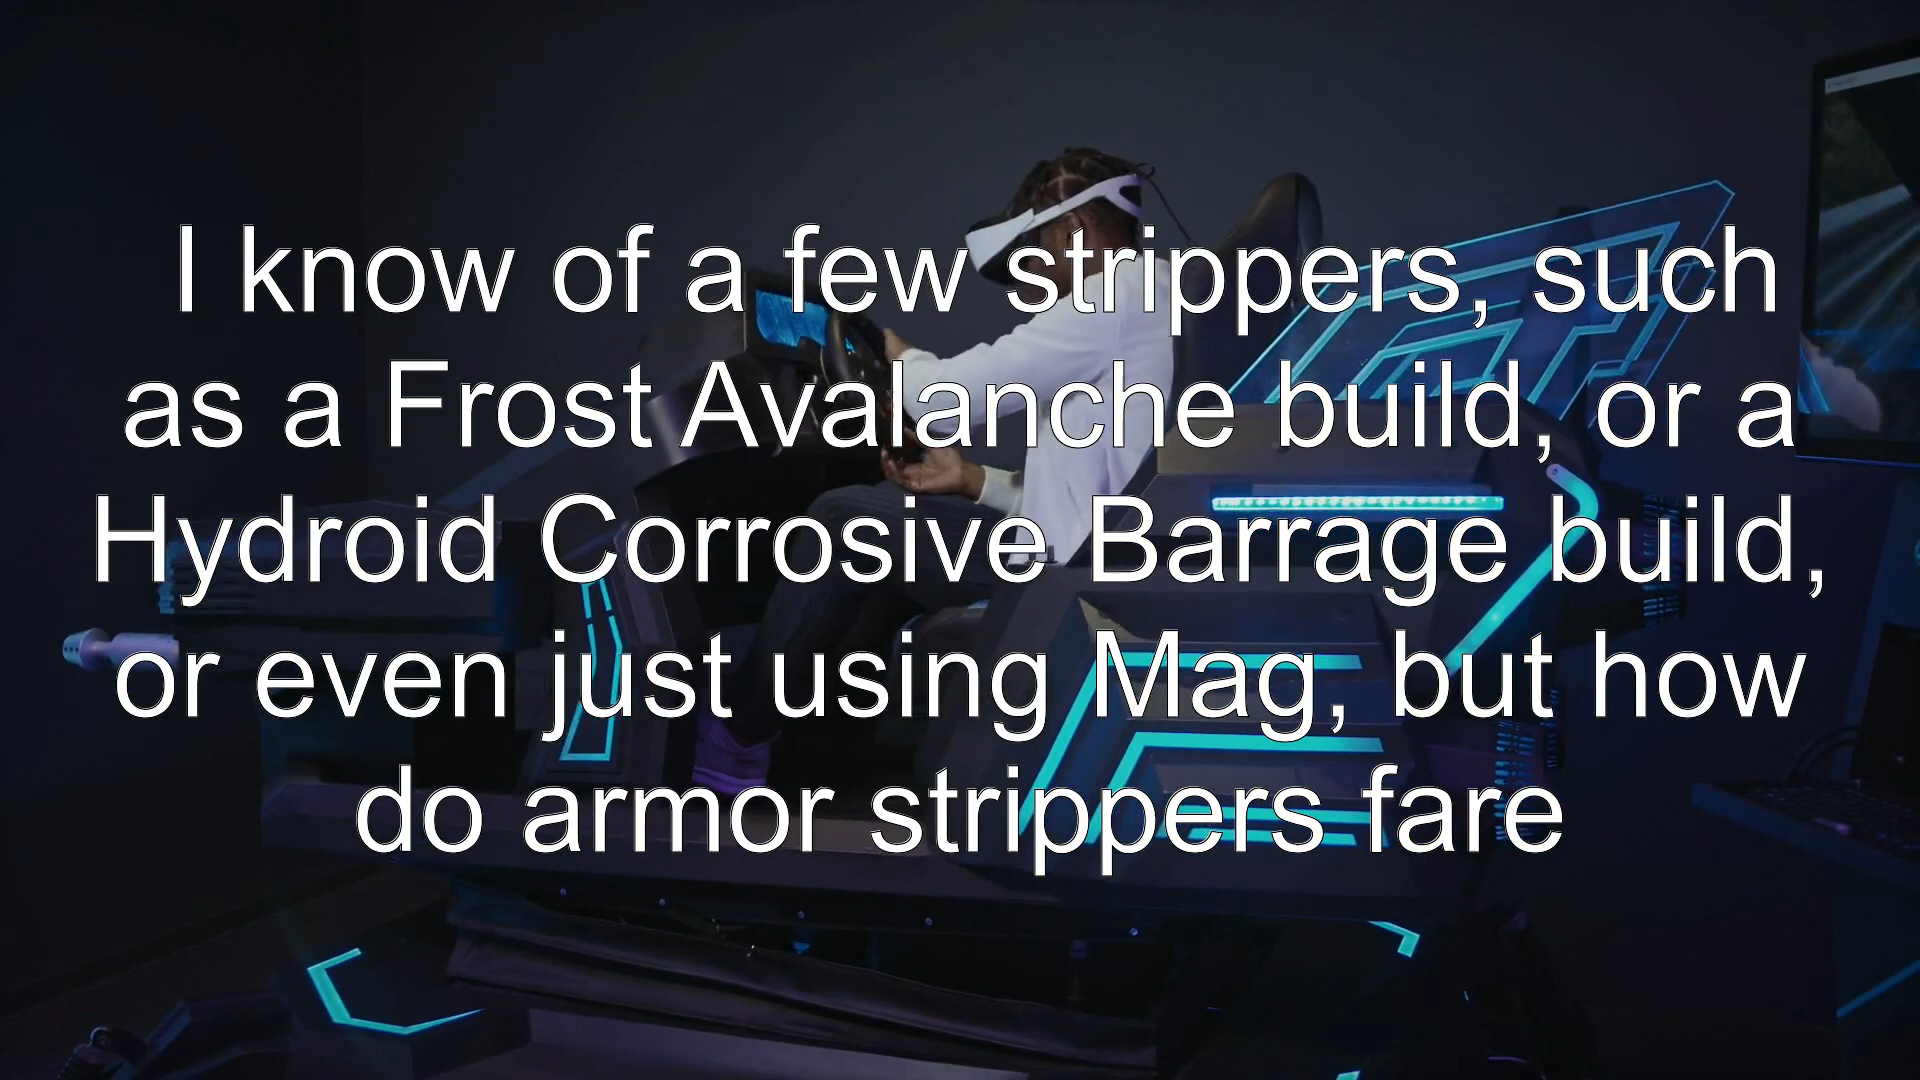 I know of a few strippers, such
as a Frost Avalanche build, or a
Hydroid Corrosive Barrage build,
or even just using Mag, but how
do armor strippers fare